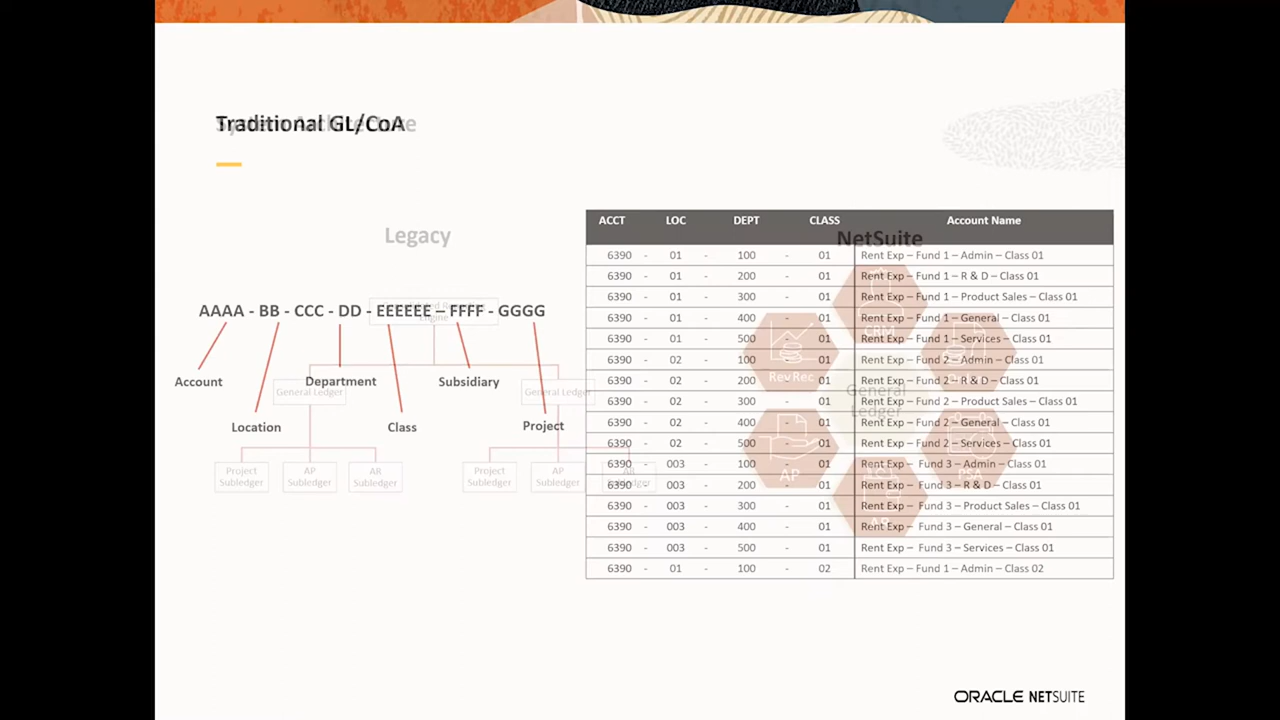 Traditional GL/CoA
System Architecture
Legacy
NetSuite
AAAA - BB - CCC - DD - EEEEEE – FFFF - GGGG
Engine
Account
Department
Subsidiary
General Ledger
General Ledger
Location
Class
Project
Project Subledger
AP Subledger
AR Subledger
Project Subledger
AP Subledger
AR Subledger
ACCT LOC DEPT CLASS Account Name
6390 - 01 - 100 - 01 Rent Exp – Fund 1 – Admin – Class 01
6390 - 01 - 200 - 01 Rent Exp – Fund 1 – R & D – Class 01
6390 - 01 - 300 - 01 Rent Exp – Fund 1 – Product Sales – Class 01
6390 - 01 - 400 - 01 Rent Exp – Fund 1 – General – Class 01
6390 - 01 - 500 - 01 Rent Exp – Fund 1 – Services – Class 01
6390 - 02 - 100 - 01 Rent Exp – Fund 2 – Admin – Class 01
6390 - 02 - 200 - 01 Rent Exp – Fund 2 – R & D – Class 01
6390 - 02 - 300 - 01 Rent Exp – Fund 2 – Product Sales – Class 01
6390 - 02 - 400 - 01 Rent Exp – Fund 2 – General – Class 01
6390 - 02 - 500 - 01 Rent Exp – Fund 2 – Services – Class 01
6390 - 003 - 100 - 01 Rent Exp – Fund 3 – Admin – Class 01
6390 - 003 - 200 - 01 Rent Exp – Fund 3 – R & D – Class 01
6390 - 003 - 300 - 01 Rent Exp – Fund 3 – Product Sales – Class 01
6390 - 003 - 400 - 01 Rent Exp – Fund 3 – General – Class 01
6390 - 003 - 500 - 01 Rent Exp – Fund 3 – Services – Class 01
6390 - 01 - 100 - 02 Rent Exp – Fund 1 – Admin – Class 02
CRM
RevRec
General
Ledger
AP
PSA
AR
ORACLE NETSUITE